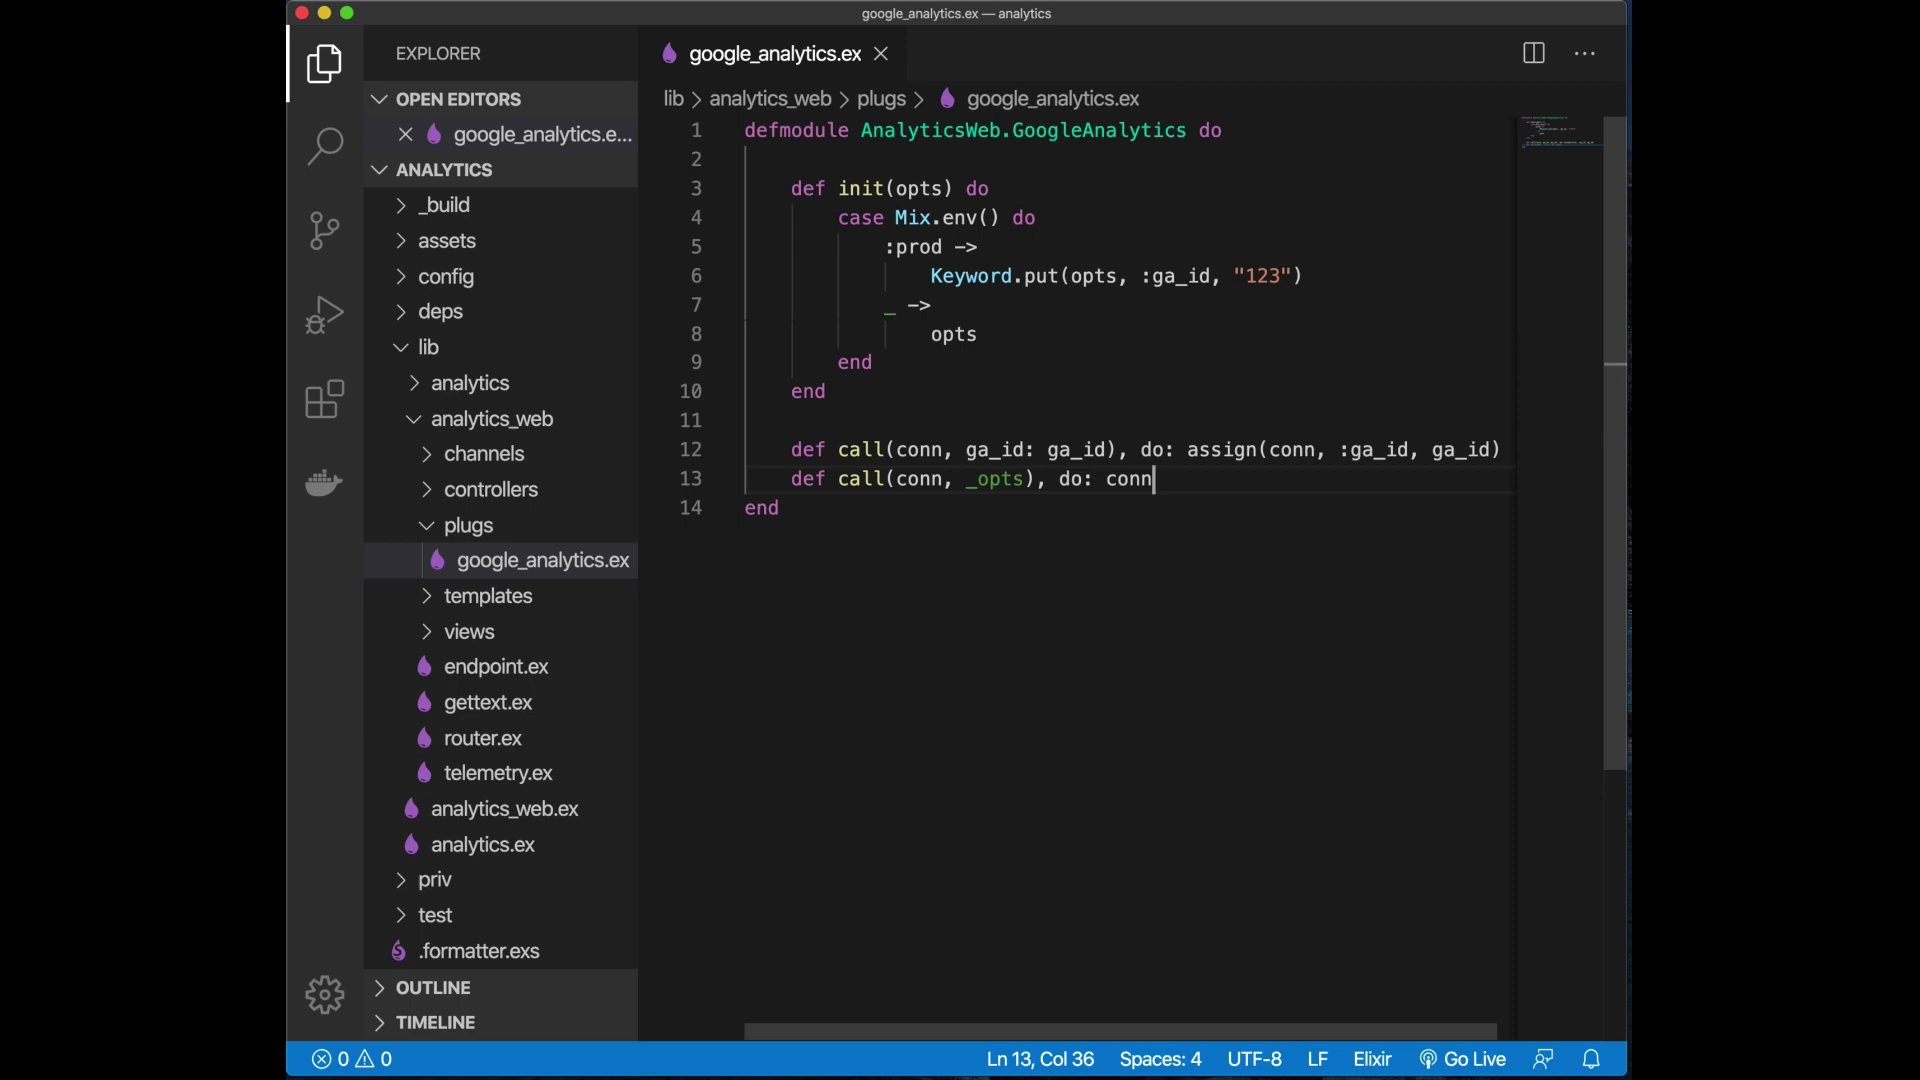 google_analytics.ex — analytics
EXPLORER
OPEN EDITORS
google_analytics.e...
ANALYTICS
_build
assets
config
deps
lib
analytics
analytics_web
channels
controllers
plugs
google_analytics.ex
templates
views
endpoint.ex
gettext.ex
router.ex
telemetry.ex
analytics_web.ex
analytics.ex
priv
test
.formatter.exs
OUTLINE
TIMELINE
google_analytics.ex
lib > analytics_web > plugs > google_analytics.ex
1 defmodule AnalyticsWeb.GoogleAnalytics do
2
3 def init(opts) do
4 case Mix.env() do
5 :prod ->
6 Keyword.put(opts, :ga_id, "123")
7 _ ->
8 opts
9 end
10 end
11
12 def call(conn, ga_id: ga_id), do: assign(conn, :ga_id, ga_id)
13 def call(conn, _opts), do: conn
14 end
0 0
Ln 13, Col 36 Spaces: 4 UTF-8 LF Elixir Go Live